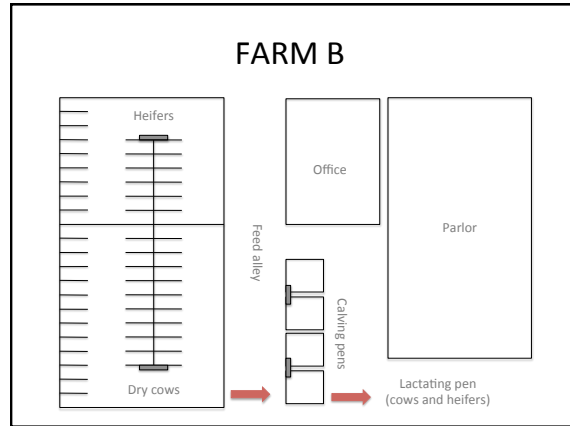 FARM B
Heifers
Office
Parlor
Feed alley
Calving pens
Dry cows
Lactating pen
(cows and heifers)